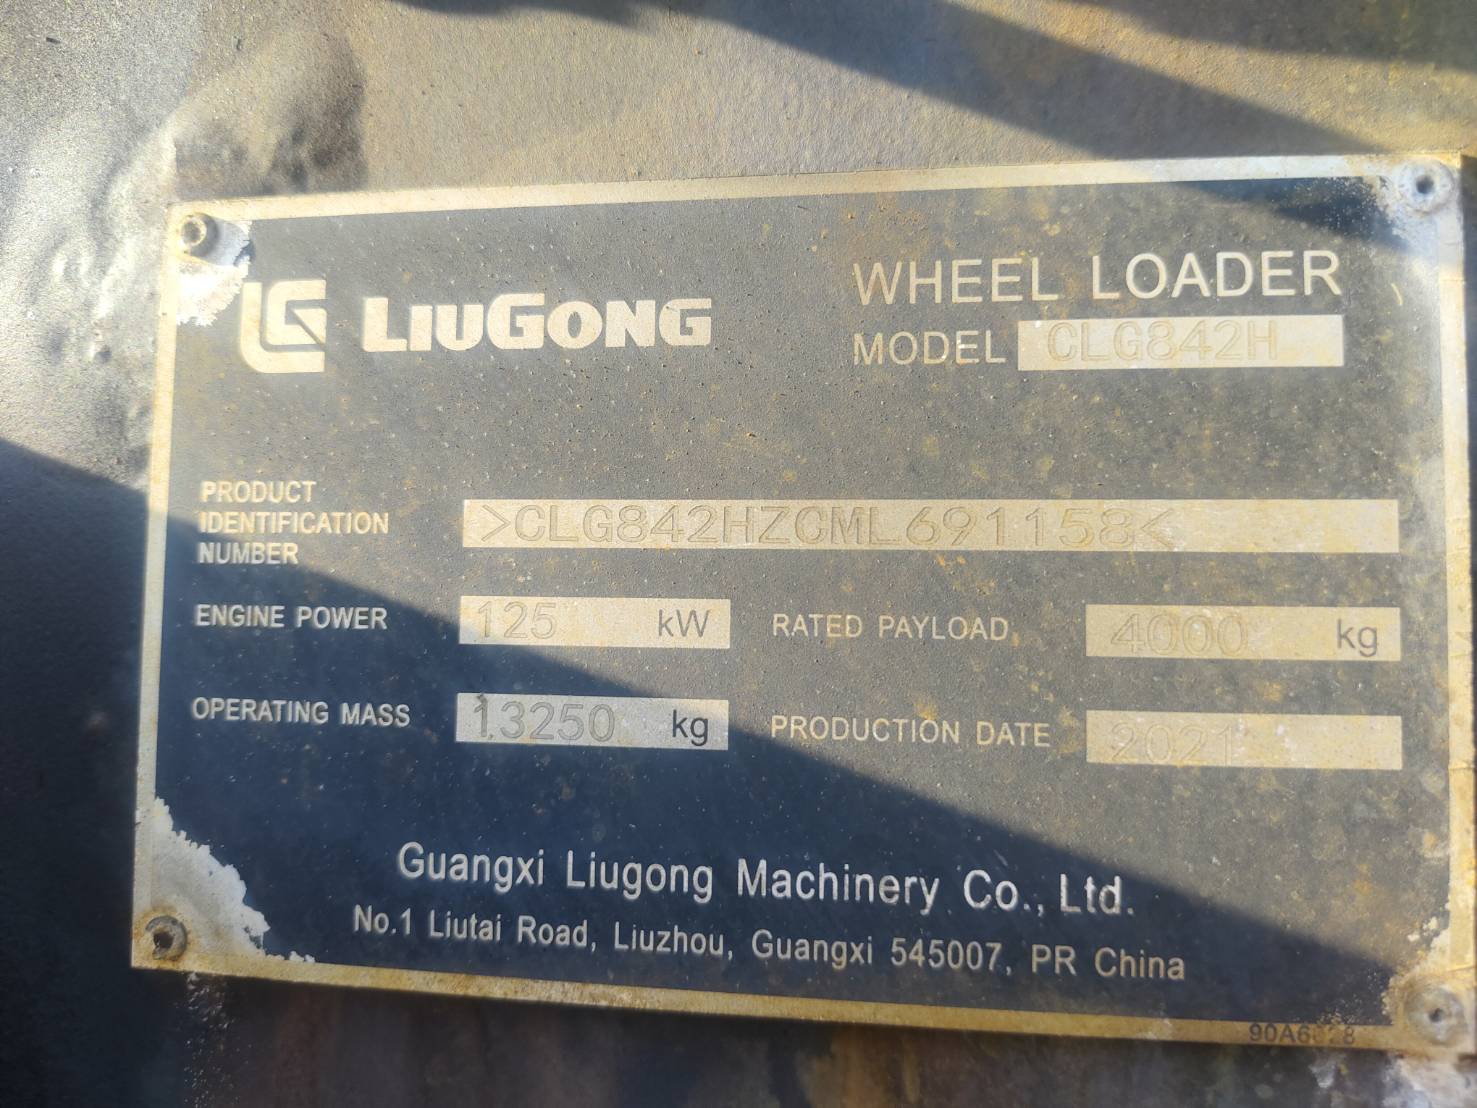 LG LIUGONG
WHEEL LOADER
MODEL CLG842H
PRODUCT
IDENTIFICATION
NUMBER
>CLG842HZCML691158<
ENGINE POWER 125 kW RATED PAYLOAD 4000 kg
OPERATING MASS 13250 kg PRODUCTION DATE 2021
Guangxi Liugong Machinery Co., Ltd.
No.1 Liutai Road, Liuzhou, Guangxi 545007, PR China